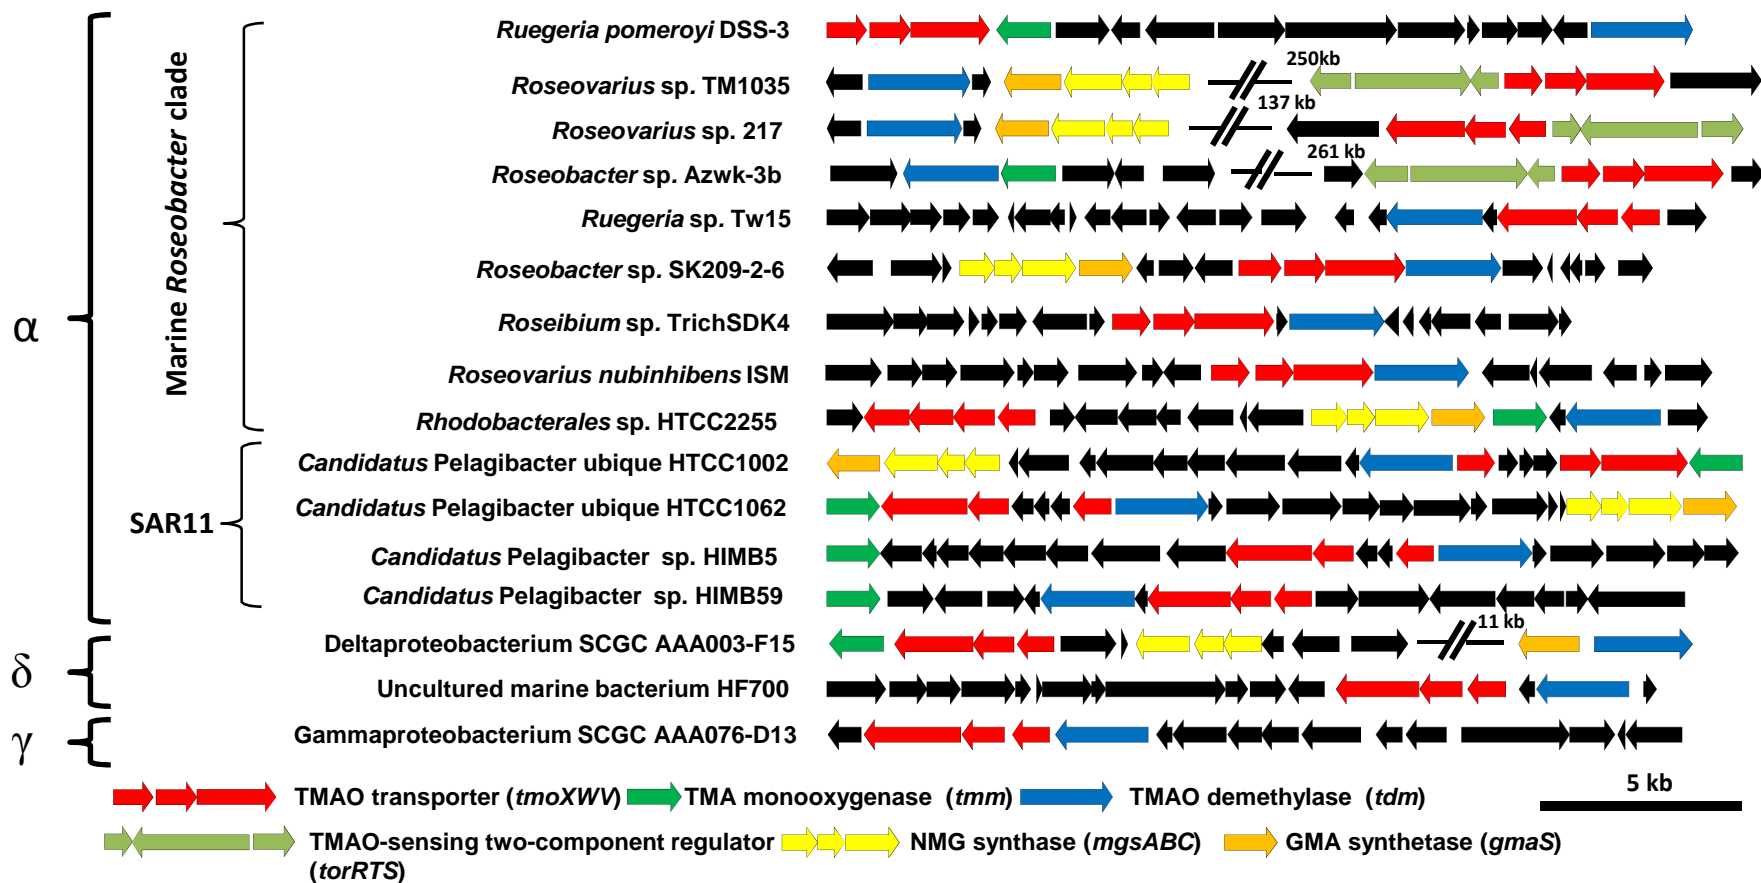 α
δ
γ
Marine Roseobacter clade
SAR11
Ruegeria pomeroyi DSS-3
Roseovarius sp. TM1035
250kb
Roseovarius sp. 217
137 kb
Roseobacter sp. Azwk-3b
261 kb
Ruegeria sp. Tw15
Roseobacter sp. SK209-2-6
Roseibium sp. TrichSDK4
Roseovarius nubinhibens ISM
Rhodobacterales sp. HTCC2255
Candidatus Pelagibacter ubique HTCC1002
Candidatus Pelagibacter ubique HTCC1062
Candidatus Pelagibacter sp. HIMB5
Candidatus Pelagibacter sp. HIMB59
Deltaproteobacterium SCGC AAA003-F15
11 kb
Uncultured marine bacterium HF700
Gammaproteobacterium SCGC AAA076-D13
TMAO transporter (tmoXWV)
TMA monooxygenase (tmm)
TMAO demethylase (tdm)
5 kb
TMAO-sensing two-component regulator
(torRTS)
NMG synthase (mgsABC)
GMA synthetase (gmaS)